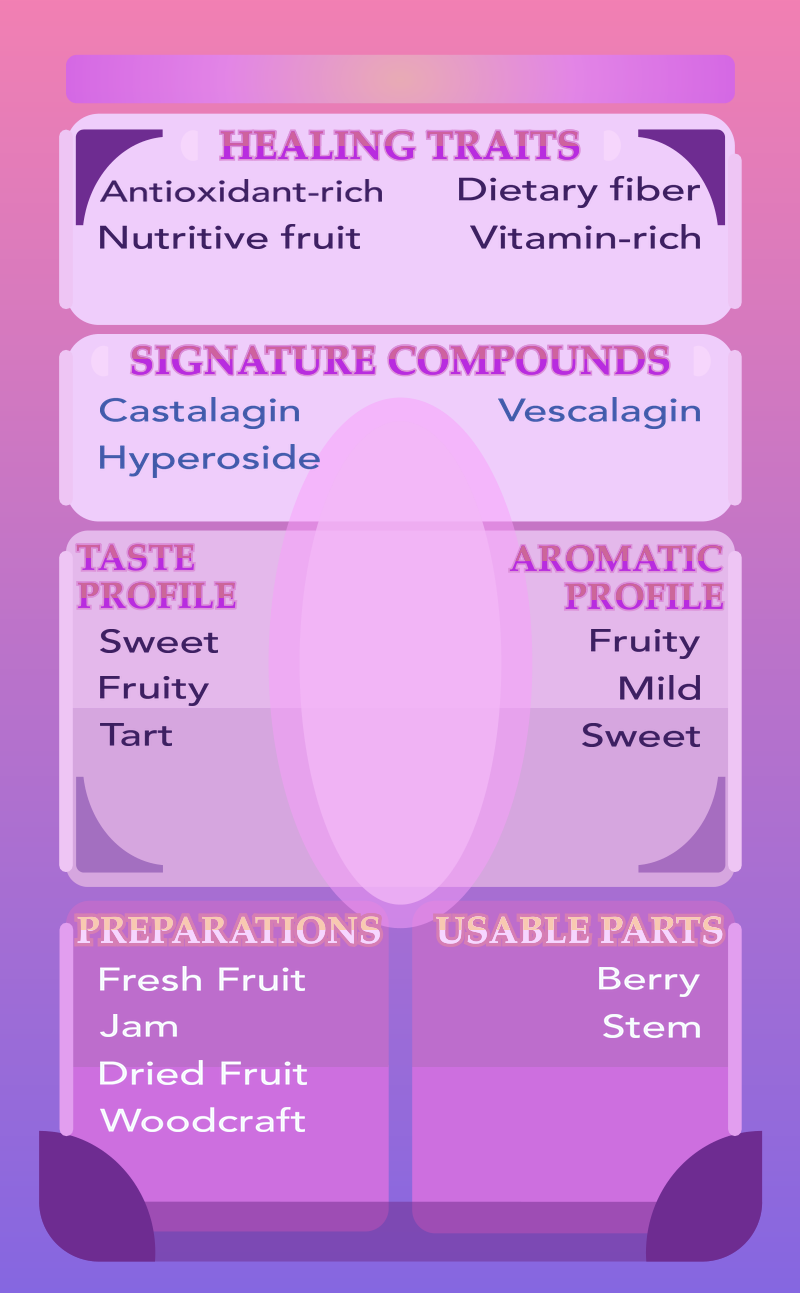 HEALING TRAITS
Antioxidant-rich
Dietary fiber
Nutritive fruit
Vitamin-rich
SIGNATURE COMPOUNDS
Castalagin
Vescalagin
Hyperoside
TASTE
PROFILE
Sweet
Fruity
Tart
AROMATIC
PROFILE
Fruity
Mild
Sweet
PREPARATIONS
Fresh Fruit
Jam
Dried Fruit
Woodcraft
USABLE PARTS
Berry
Stem